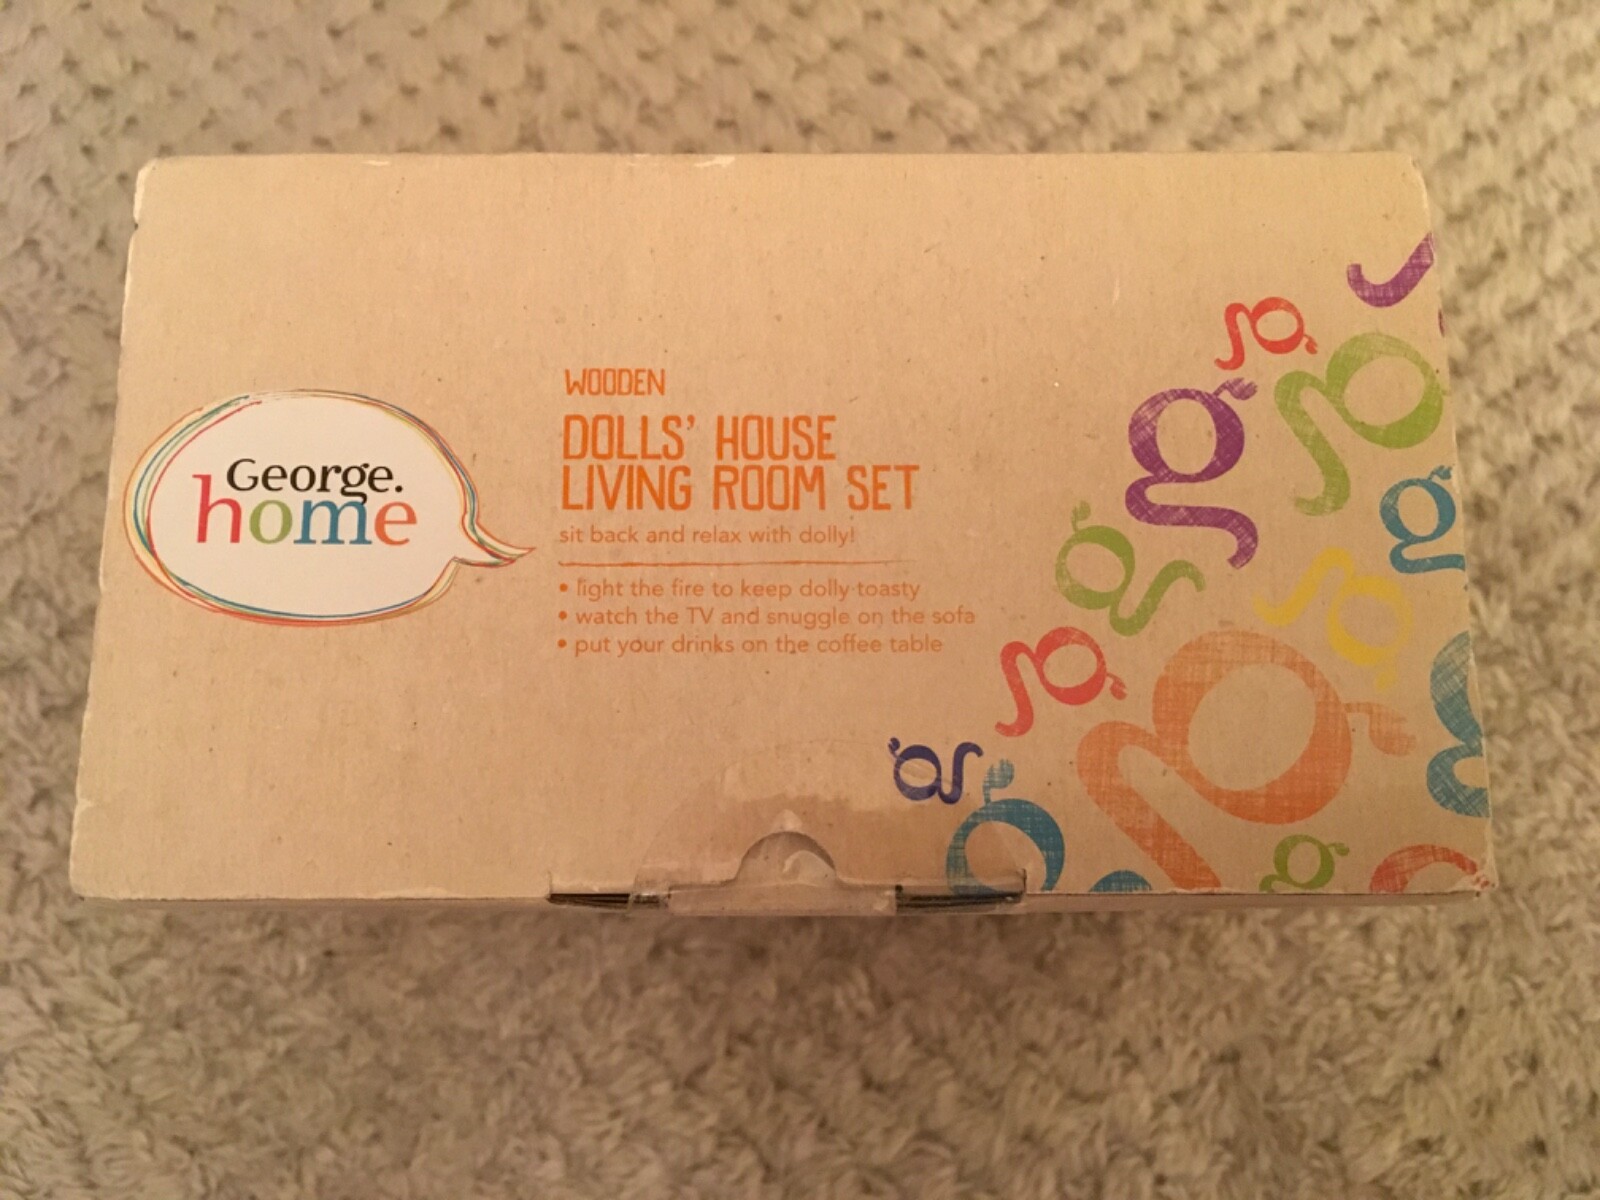 George.
home
WOODEN
DOLLS' HOUSE
LIVING ROOM SET
sit back and relax with dolly!
• light the fire to keep dolly toasty
• watch the TV and snuggle on the sofa
• put your drinks on the coffee table
g
g
g
g
g
g
g
g
g
g
g